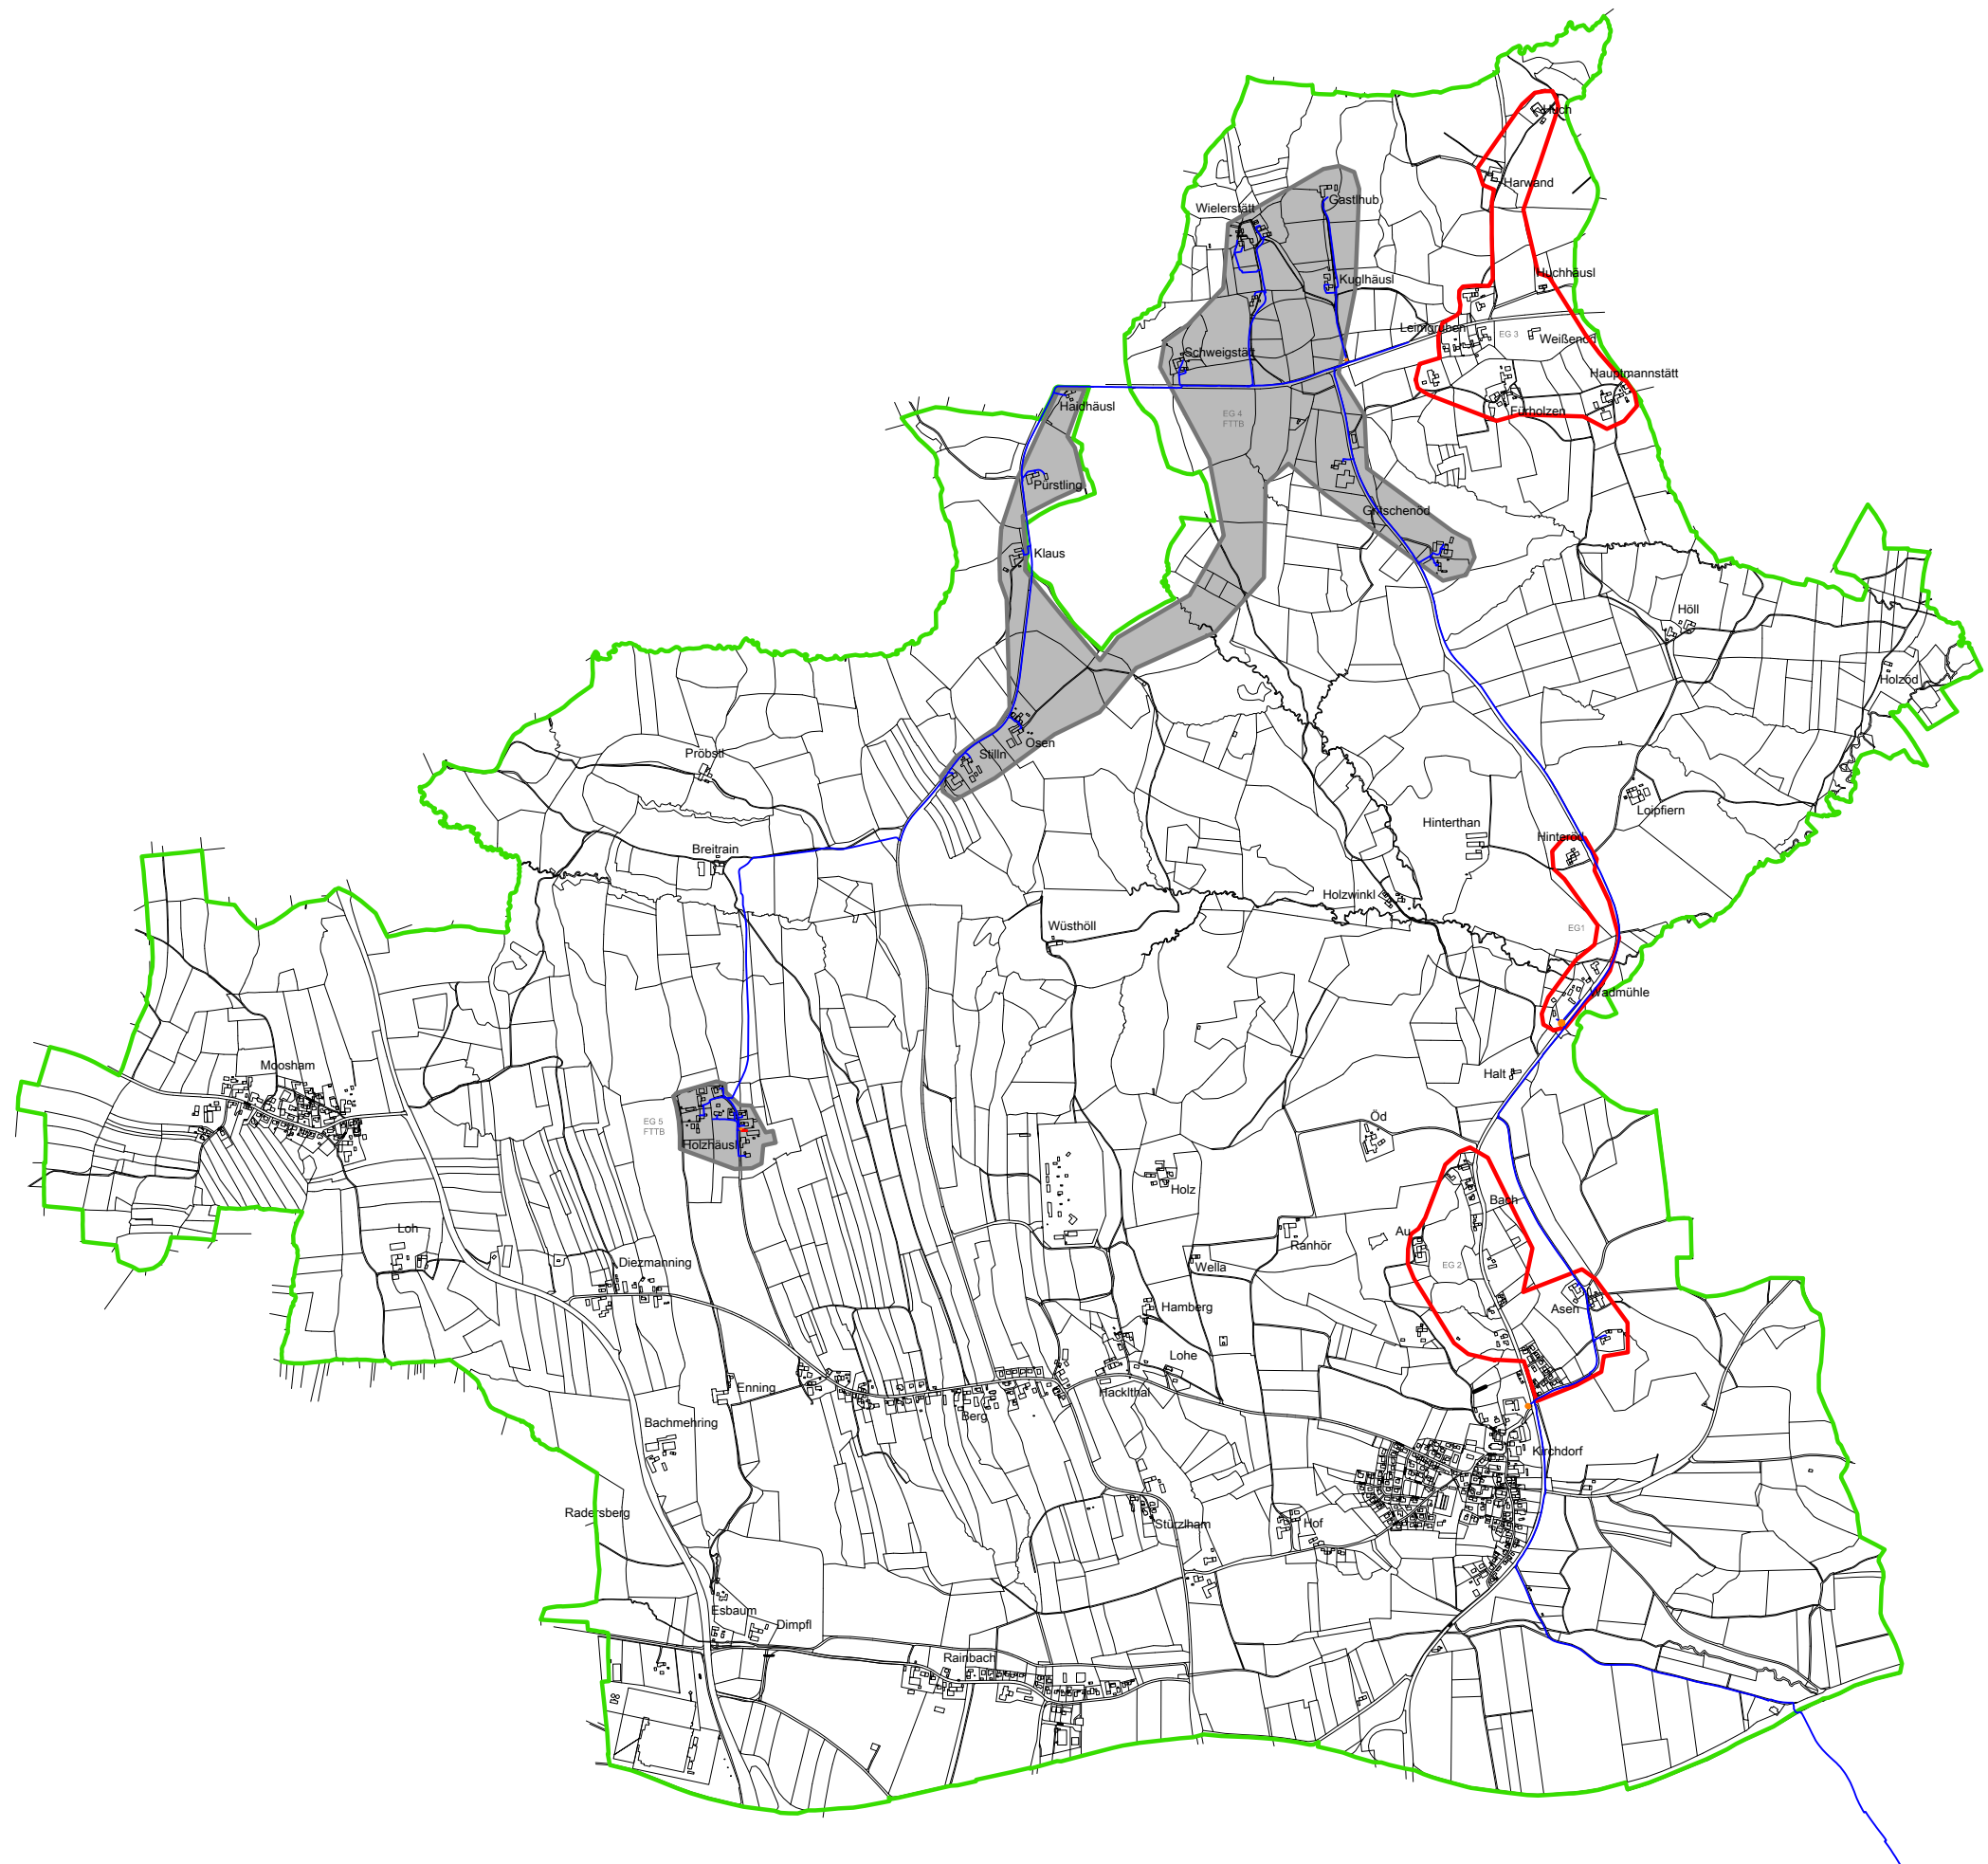 Huch
Harwand
Gastlhub
Wielerstätt
Huchhäusl
Kuglhäusl
Leimgruben
EG 3
Weißenöd
Schweigstätt
Hauptmannstätt
Haidhäusl
EG 4
FTTB
Fürholzen
Pürstling
Gritschenöd
Klaus
Höll
Holzöd
Osen
Stilln
Pröbstl
Loipfiern
Hinterthan
Hinteröd
Breitrain
Holzwinkl
Wüsthöll
EG1
Wadmühle
Moosham
Halt
EG 5
FTTB
Öd
Holzhäusl
Holz
Bach
Loh
Au
Ranhör
Diezmanning
Wella
EG 2
Hamberg
Asen
Lohe
Enning
Hacklthal
Berg
Bachmehring
Kirchdorf
Radersberg
Stürzlham
Hof
Esbaum
Dimpfl
Rainbach